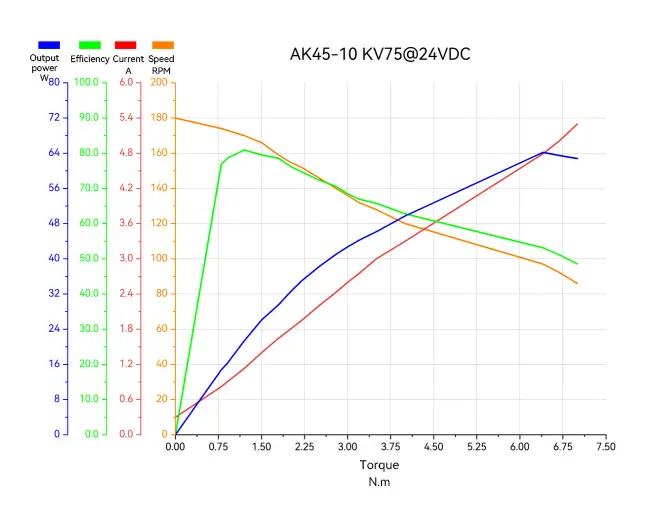 AK45-10 KV75@24VDC
Output
power
W
Efficiency
Current
A
Speed
RPM
80 100.0 6.0 200
72 90.0 5.4 180
64 80.0 4.8 160
56 70.0 4.2 140
48 60.0 3.6 120
40 50.0 3.0 100
32 40.0 2.4 80
24 30.0 1.8 60
16 20.0 1.2 40
8 10.0 0.6 20
0 0.0 0.0 0
0.00 0.75 1.50 2.25 3.00 3.75 4.50 5.25 6.00 6.75 7.50
Torque
N.m